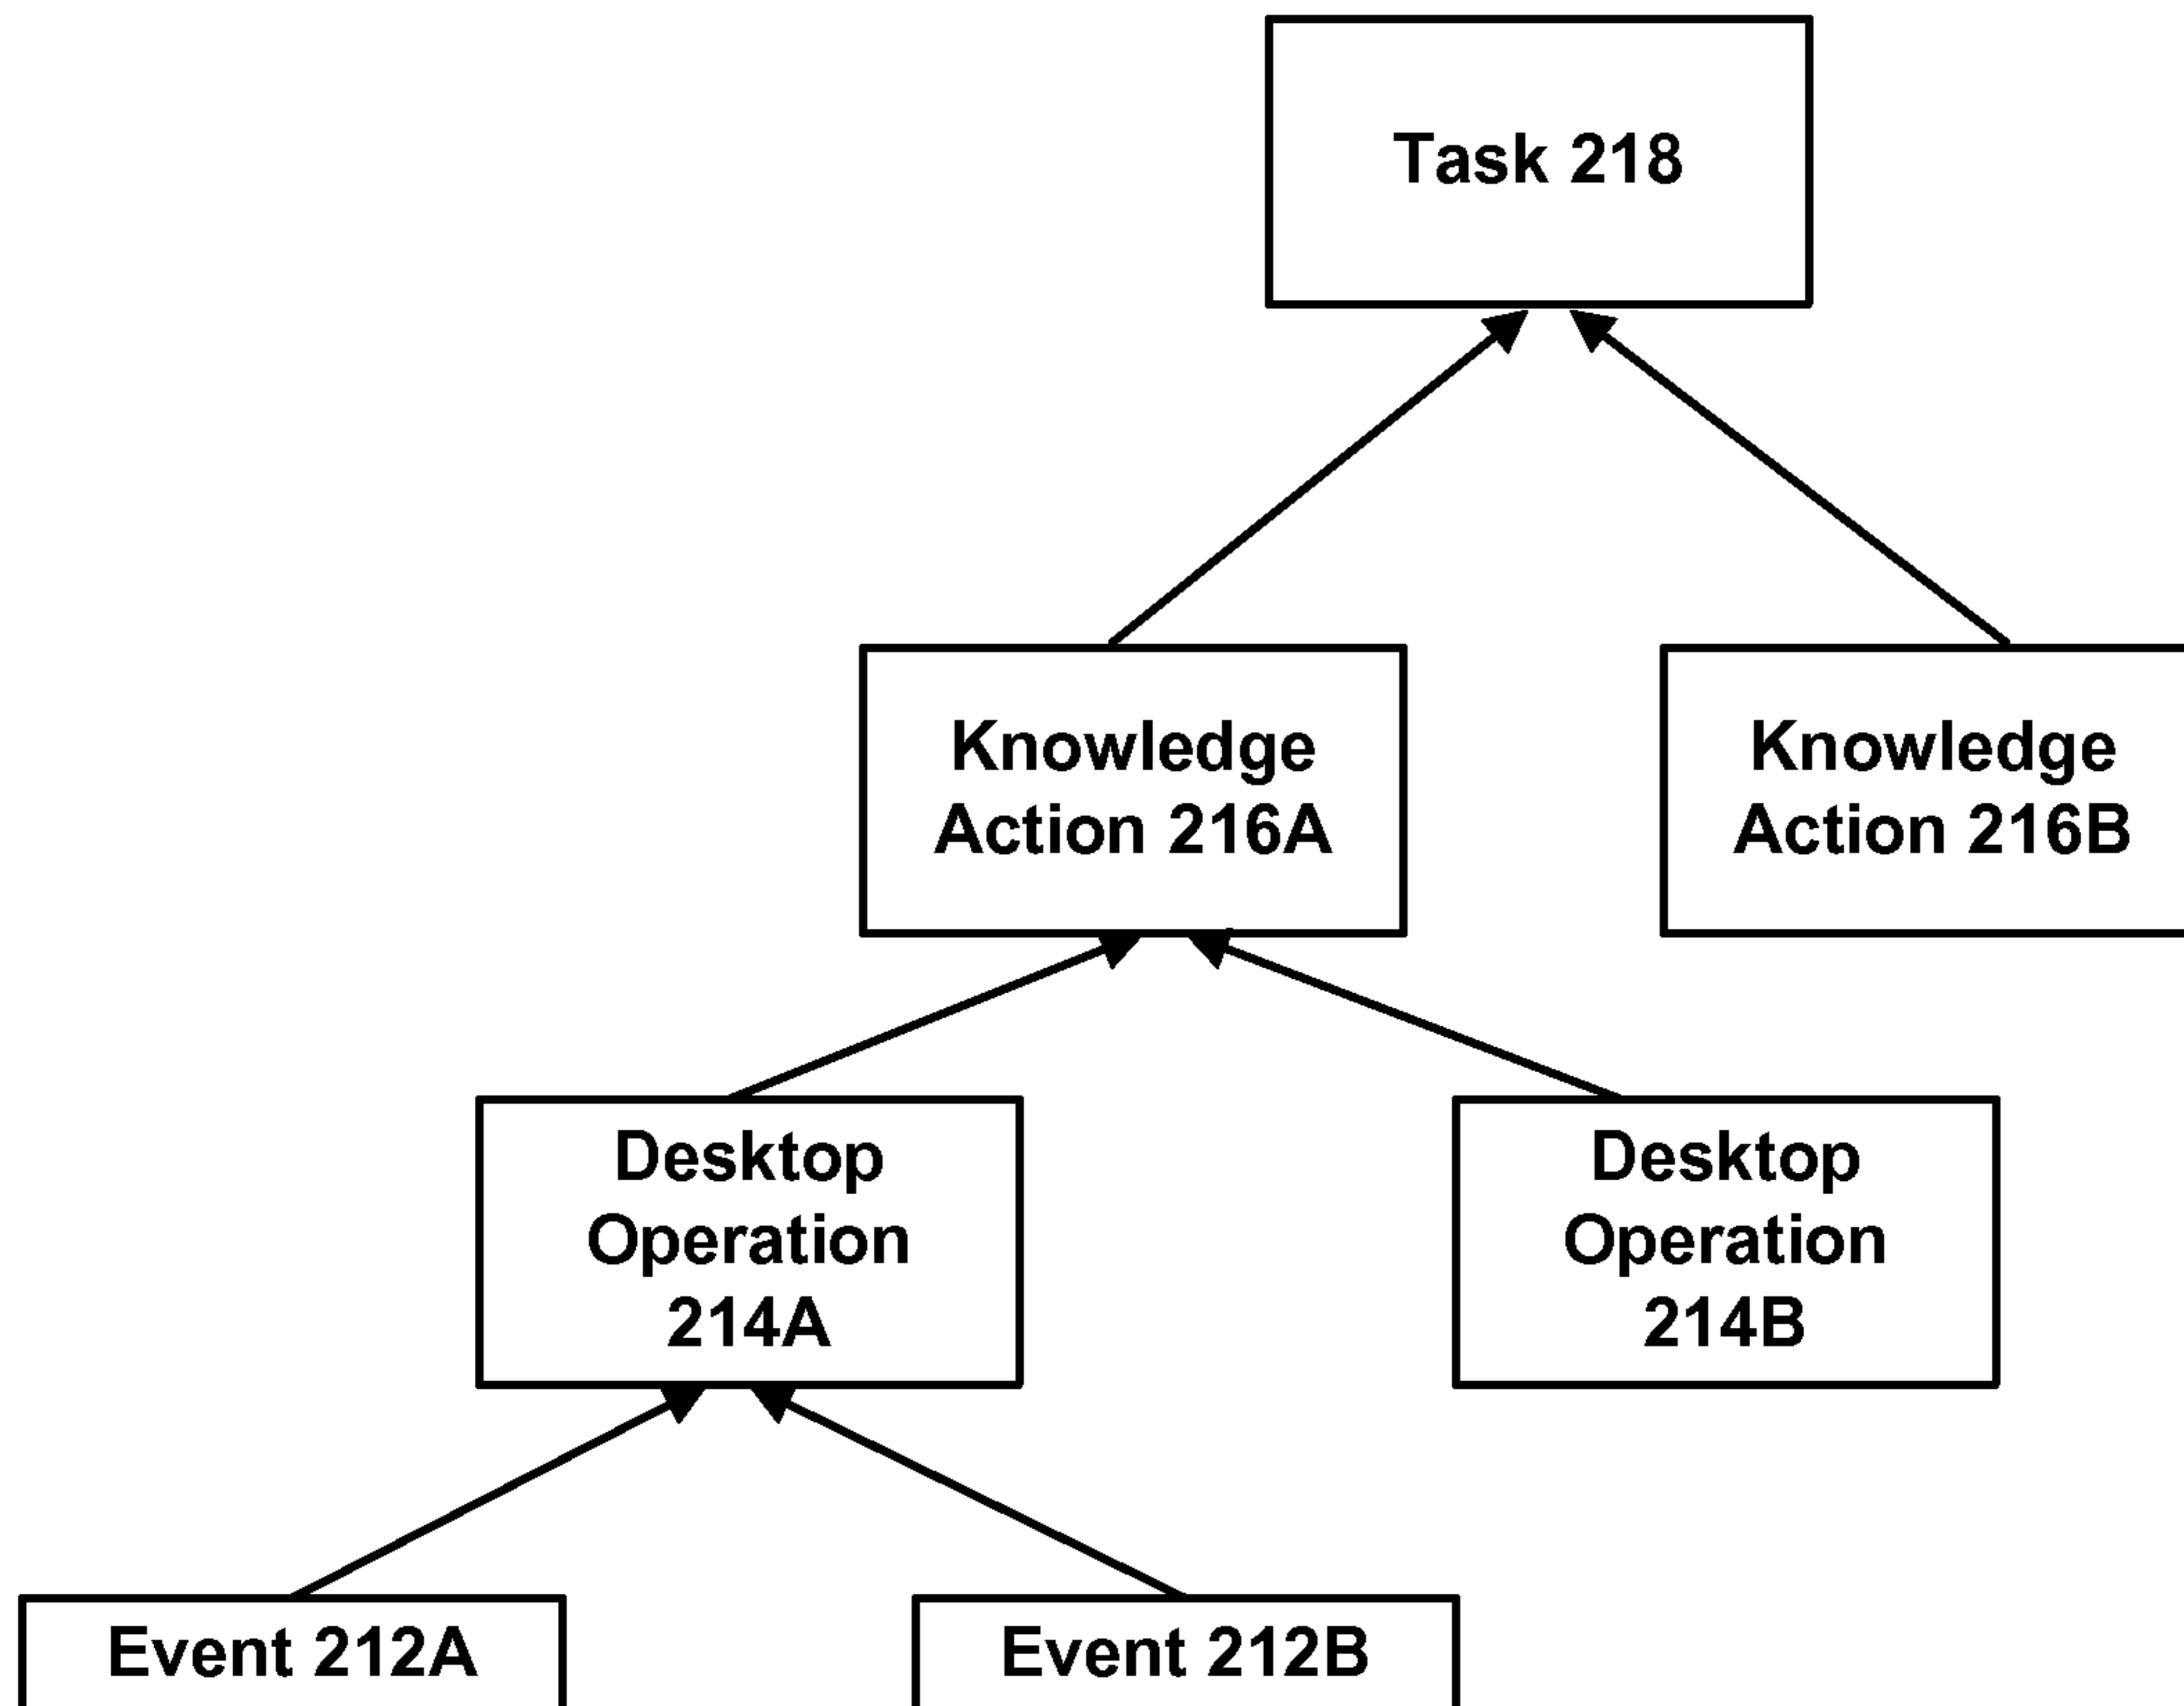 Task 218
Knowledge
Action 216A
Knowledge
Action 216B
Desktop
Operation
214A
Desktop
Operation
214B
Event 212A
Event 212B